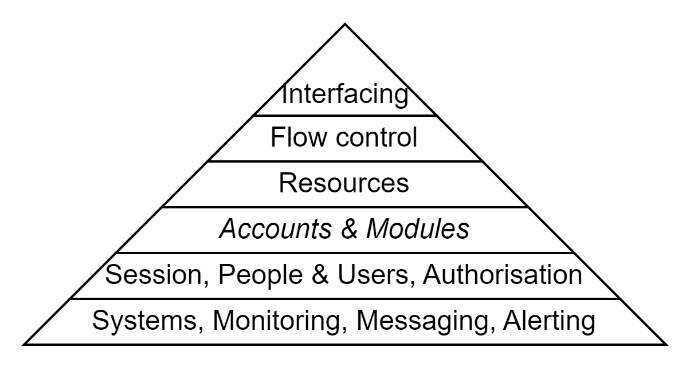 Interfacing
Flow control
Resources
Accounts & Modules
Session, People & Users, Authorisation
Systems, Monitoring, Messaging, Alerting